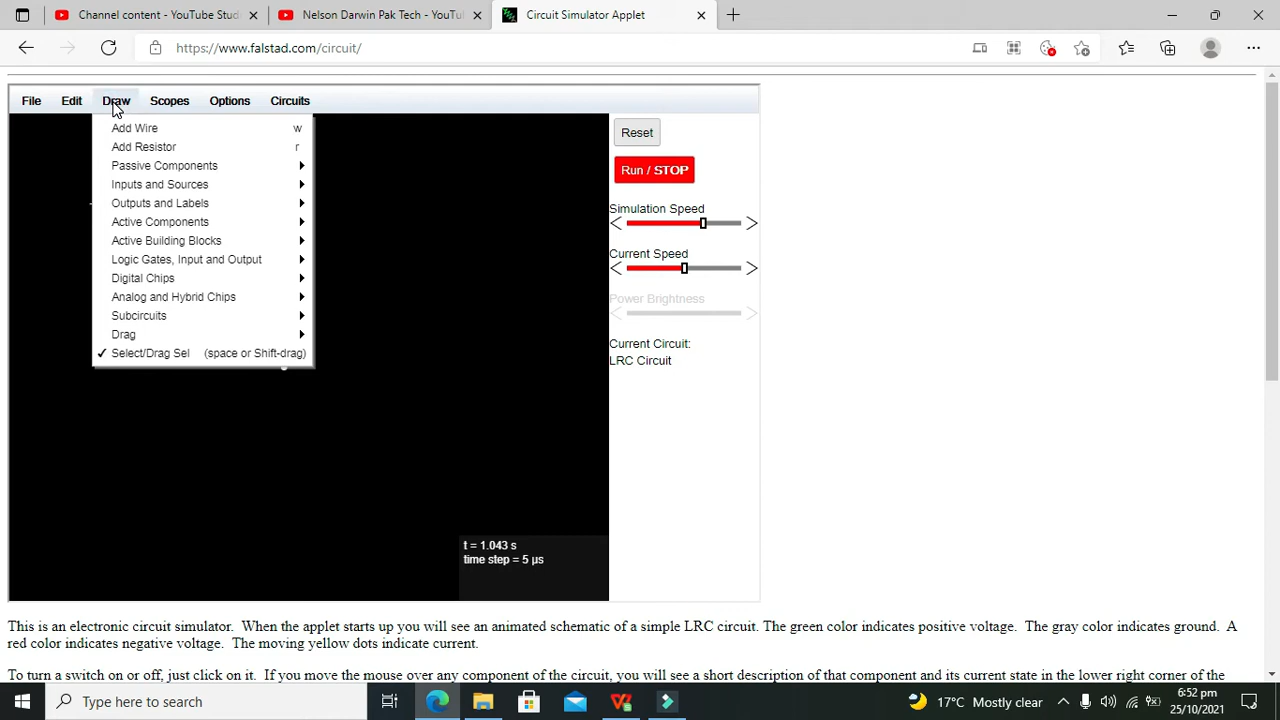 Channel content - YouTube Stud
Nelson Darwin Pak Tech - YouTu
Circuit Simulator Applet
https://www.falstad.com/circuit/
File Edit Draw Scopes Options Circuits
Add Wire w
Add Resistor r
Passive Components
Inputs and Sources
Outputs and Labels
Active Components
Active Building Blocks
Logic Gates, Input and Output
Digital Chips
Analog and Hybrid Chips
Subcircuits
Drag
Select/Drag Sel (space or Shift-drag)
Reset
Run / STOP
Simulation Speed
Current Speed
Power Brightness
Current Circuit:
LRC Circuit
t = 1.043 s
time step = 5 µs
This is an electronic circuit simulator. When the applet starts up you will see an animated schematic of a simple LRC circuit. The green color indicates positive voltage. The gray color indicates ground. A
red color indicates negative voltage. The moving yellow dots indicate current.
To turn a switch on or off, just click on it. If you move the mouse over any component of the circuit, you will see a short description of that component and its current state in the lower right corner of the
Type here to search
17°C Mostly clear
6:52 pm
25/10/2021